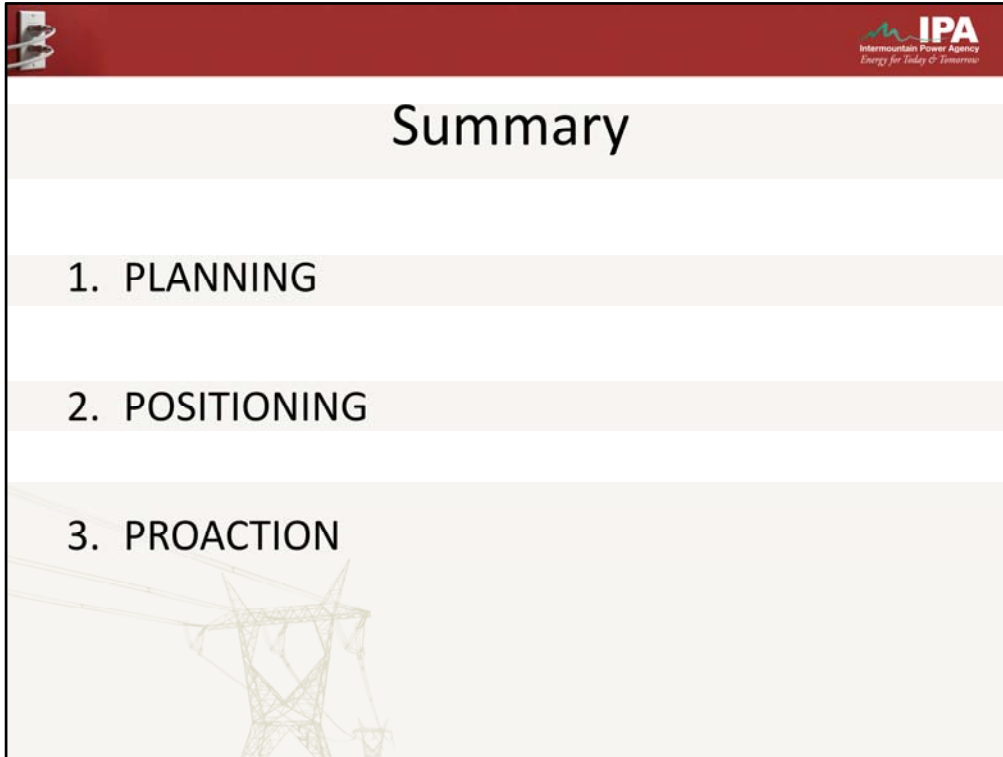 IPA
Intermountain Power Agency
Energy for Today & Tomorrow
Summary
1. PLANNING
2. POSITIONING
3. PROACTION